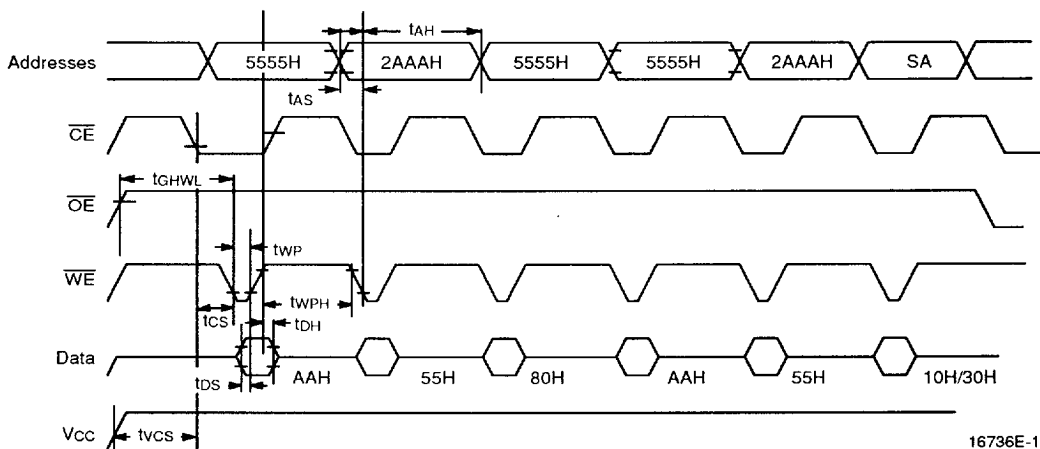 tAH
Addresses 5555H 2AAAH 5555H 5555H 2AAAH SA
tAS
CE
tGHWL
OE
tWP
WE
tWPH
tCS
tDH
Data
tDS AAH 55H 80H AAH 55H 10H/30H
VCC tVCS
16736E-1